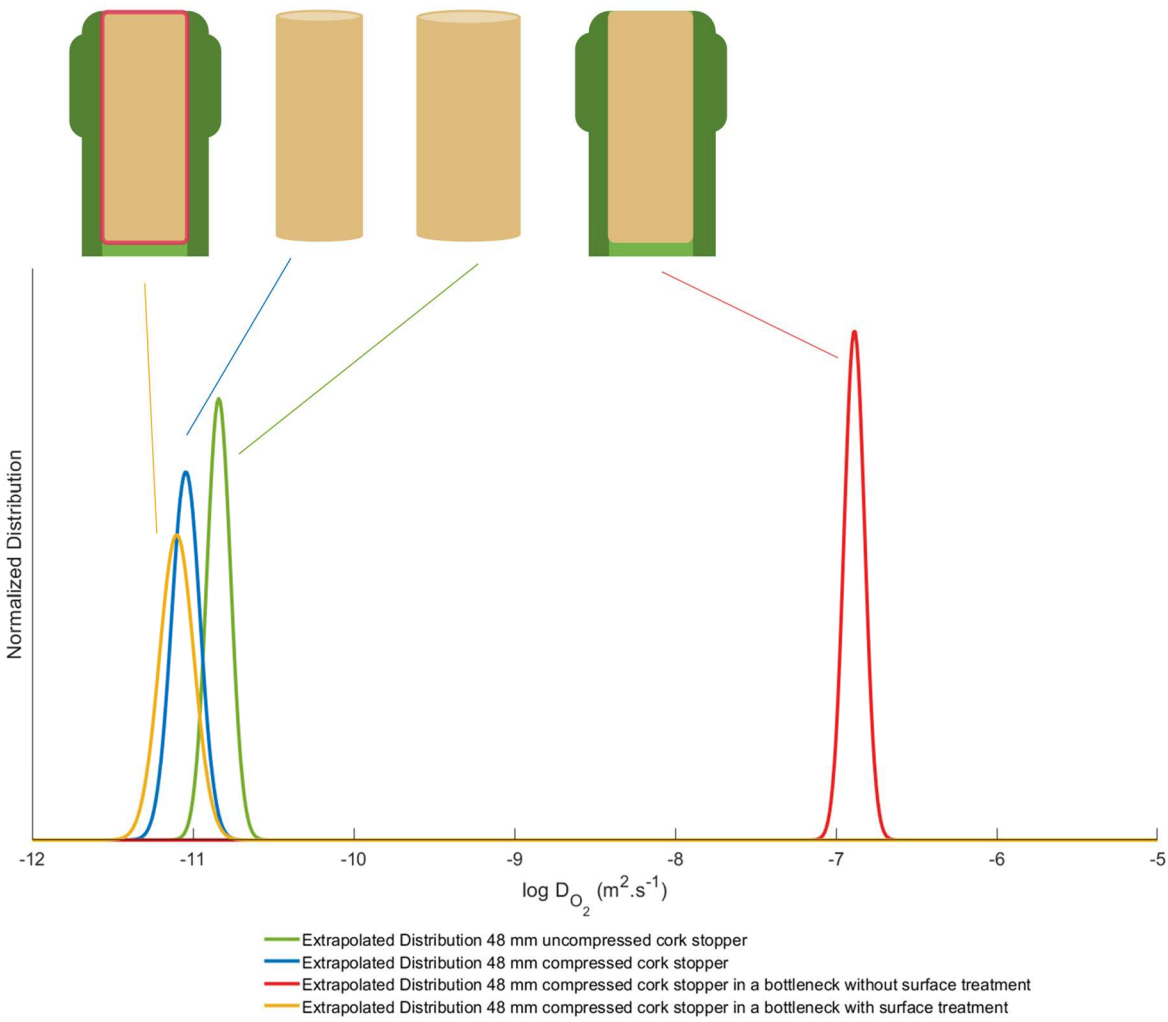 Normalized Distribution
-12 -11 -10 -9 -8 -7 -6 -5
log D_O_2 (m^2.s^-1)
Extrapolated Distribution 48 mm uncompressed cork stopper
Extrapolated Distribution 48 mm compressed cork stopper
Extrapolated Distribution 48 mm compressed cork stopper in a bottleneck without surface treatment
Extrapolated Distribution 48 mm compressed cork stopper in a bottleneck with surface treatment